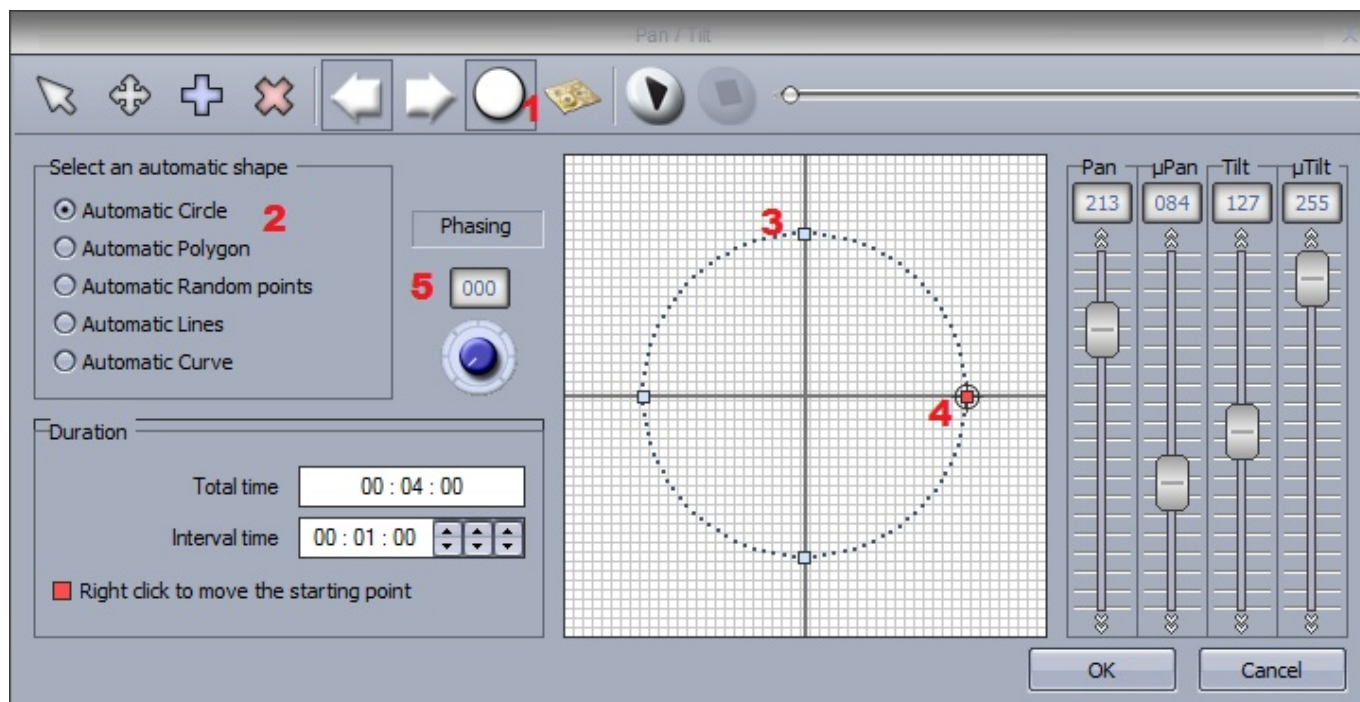 Pan / Tilt
1
Select an automatic shape
Automatic Circle
2
Automatic Polygon
Automatic Random points
Automatic Lines
Automatic Curve
Phasing
5
000
3
4
Pan
µPan
Tilt
µTilt
213
084
127
255
Duration
Total time
00 : 04 : 00
Interval time
00 : 01 : 00
Right click to move the starting point
OK
Cancel